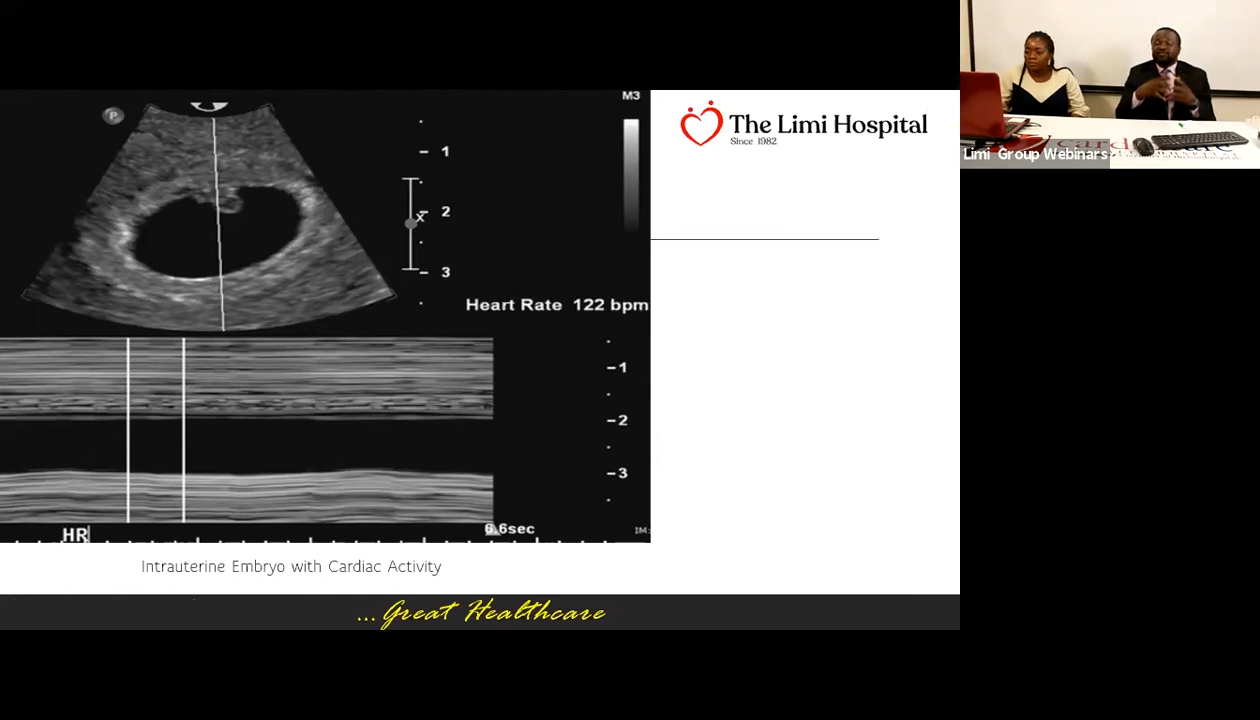 P
M3
1
2
3
Heart Rate 122 bpm
1
2
3
HR
6.6sec
IM:
Intrauterine Embryo with Cardiac Activity
The Limi Hospital
Since 1982
... Great Healthcare
Limi Group Webinars